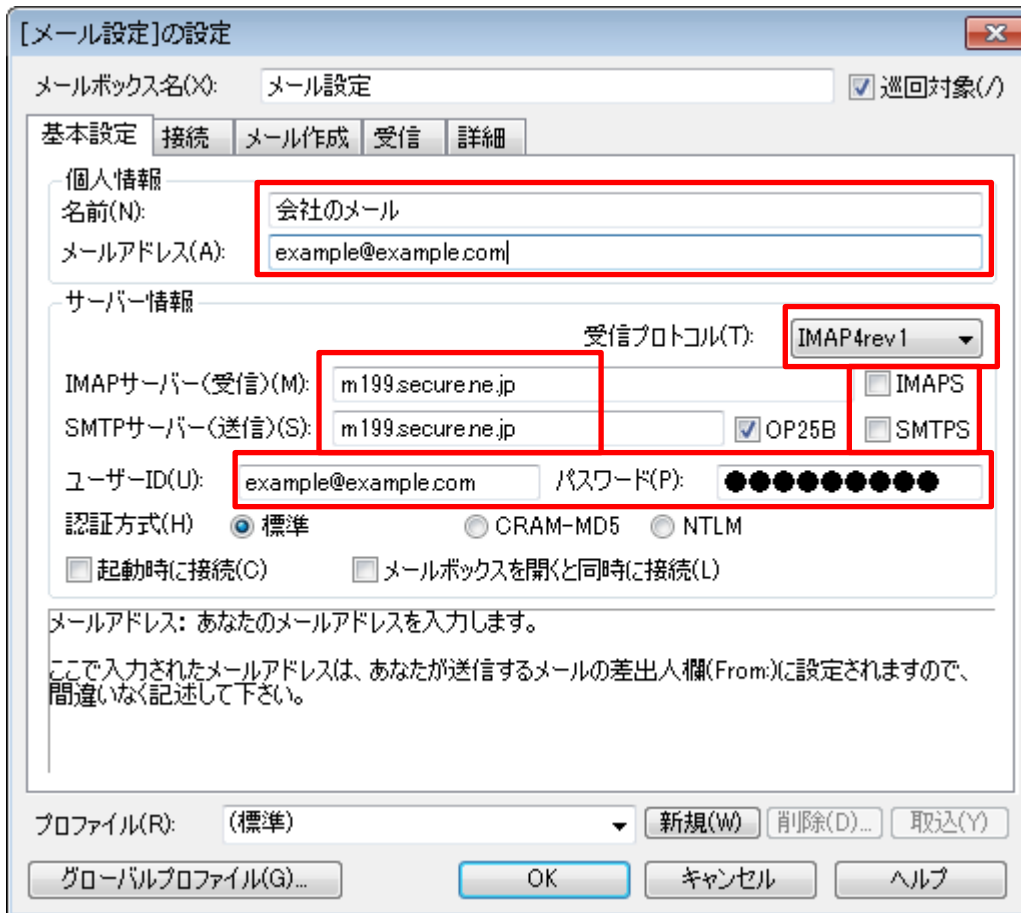 [メール設定]の設定
メールボックス名(X): メール設定 巡回対象(/)
基本設定 接続 メール作成 受信 詳細
個人情報
名前(N): 会社のメール
メールアドレス(A): example@example.com
サーバー情報
受信プロトコル(T): IMAP4rev1
IMAPサーバー(受信)(M): m199.secure.ne.jp IMAPS
SMTPサーバー(送信)(S): m199.secure.ne.jp OP25B SMTPS
ユーザーID(U): example@example.com パスワード(P): ●●●●●●●●●
認証方式(H) 標準 CRAM-MD5 NTLM
起動時に接続(C) メールボックスを開くと同時に接続(L)
メールアドレス: あなたのメールアドレスを入力します。
ここで入力されたメールアドレスは、あなたが送信するメールの差出人欄(From:)に設定されますので、
間違いなく記述して下さい。
プロファイル(R): (標準) 新規(W) 削除(D)... 取込(Y)
グローバルプロファイル(G)... OK キャンセル ヘルプ